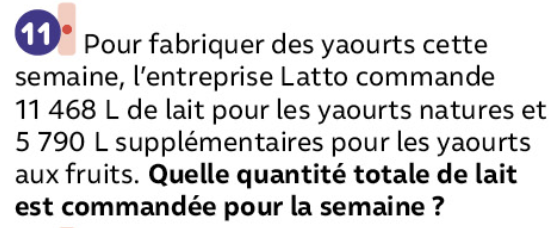 11 Pour fabriquer des yaourts cette
semaine, l'entreprise Latto commande
11 468 L de lait pour les yaourts natures et
5 790 L supplémentaires pour les yaourts
aux fruits. Quelle quantité totale de lait
est commandée pour la semaine ?